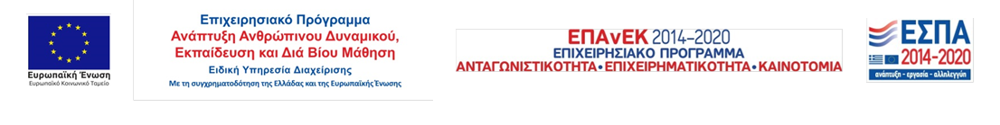 Ευρωπαϊκή Ένωση
Ευρωπαϊκό Κοινωνικό Ταμείο
Επιχειρησιακό Πρόγραμμα
Ανάπτυξη Ανθρώπινου Δυναμικού,
Εκπαίδευση και Διά Βίου Μάθηση
Ειδική Υπηρεσία Διαχείρισης
Με τη συγχρηματοδότηση της Ελλάδας και της Ευρωπαϊκής Ένωσης
ΕΠΑνΕΚ 2014–2020
ΕΠΙΧΕΙΡΗΣΙΑΚΟ ΠΡΟΓΡΑΜΜΑ
ΑΝΤΑΓΩΝΙΣΤΙΚΟΤΗΤΑ • ΕΠΙΧΕΙΡΗΜΑΤΙΚΟΤΗΤΑ • ΚΑΙΝΟΤΟΜΙΑ
ΕΣΠΑ
2014-2020
ανάπτυξη - εργασία - αλληλεγγύη